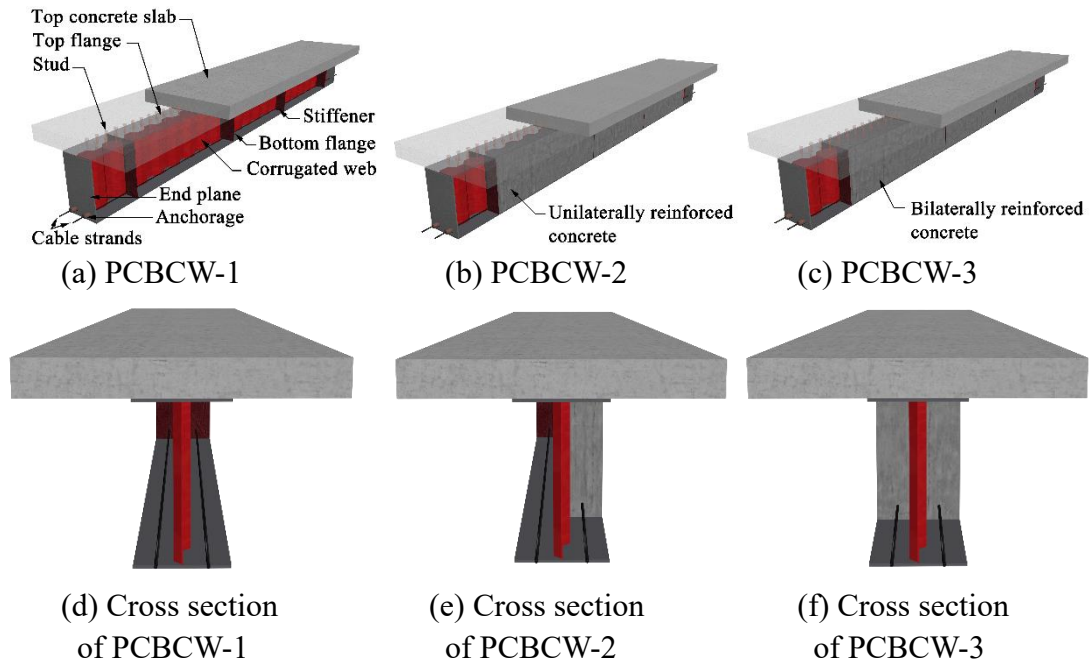 Top concrete slab
Top flange
Stud
Stiffener
Bottom flange
Corrugated web
End plane
Anchorage
Cable strands
(a) PCBCW-1
Unilaterally reinforced
concrete
(b) PCBCW-2
Bilaterally reinforced
concrete
(c) PCBCW-3
(d) Cross section
of PCBCW-1
(e) Cross section
of PCBCW-2
(f) Cross section
of PCBCW-3